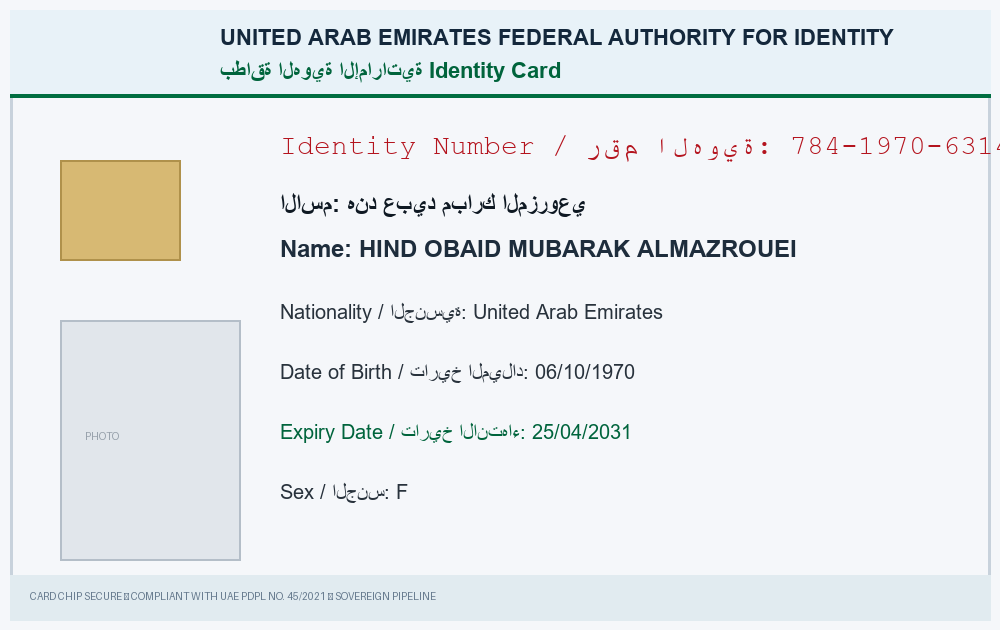 UNITED ARAB EMIRATES FEDERAL AUTHORITY FOR IDENTITY
بطاقة الهوية الإماراتية Identity Card
Identity Number / رقم الهوية: 784-1970-6314
الاسم: هند عبيد مبارك المزروعي
Name: HIND OBAID MUBARAK ALMAZROUEI
Nationality / الجنسية: United Arab Emirates
Date of Birth / تاريخ الميلاد: 06/10/1970
Expiry Date / تاريخ الانتهاء: 25/04/2031
Sex / الجنس: F
PHOTO
CARD CHIP SECURE COMPLIANT WITH UAE PDPL NO. 45/2021 SOVEREIGN PIPELINE